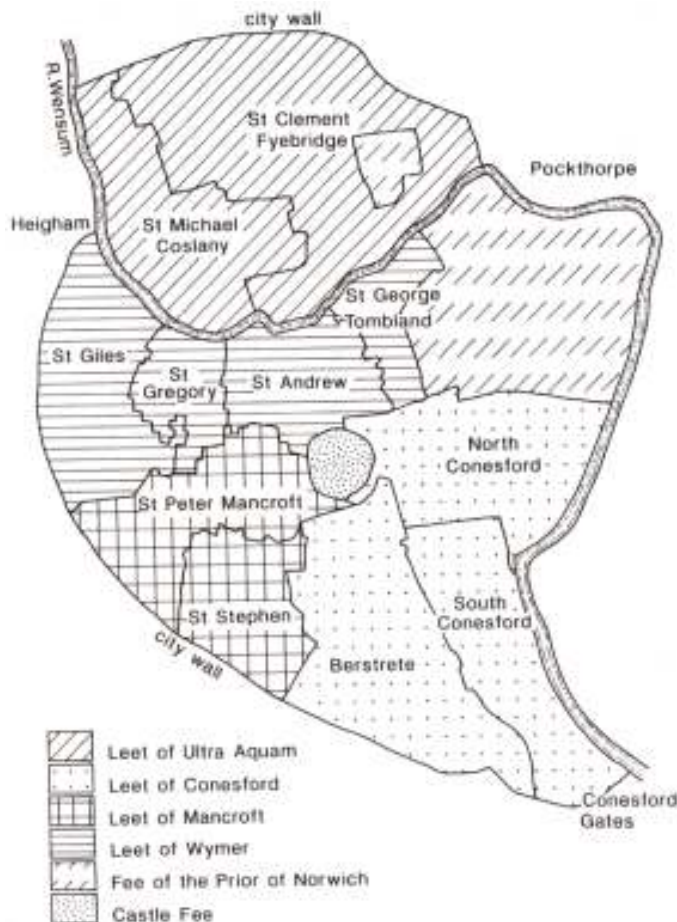 city wall
R. Wensum
St Clement
Fyebridge
Pockthorpe
Heigham
St Michael
Coslany
St George
Tombland
St Giles
St
Gregory
St Andrew
North
Conesford
St Peter Mancroft
St Stephen
South
Conesford
city wall
Berstrete
Leet of Ultra Aquam
Leet of Conesford
Leet of Mancroft
Leet of Wymer
Fee of the Prior of Norwich
Castle Fee
Conesford
Gates